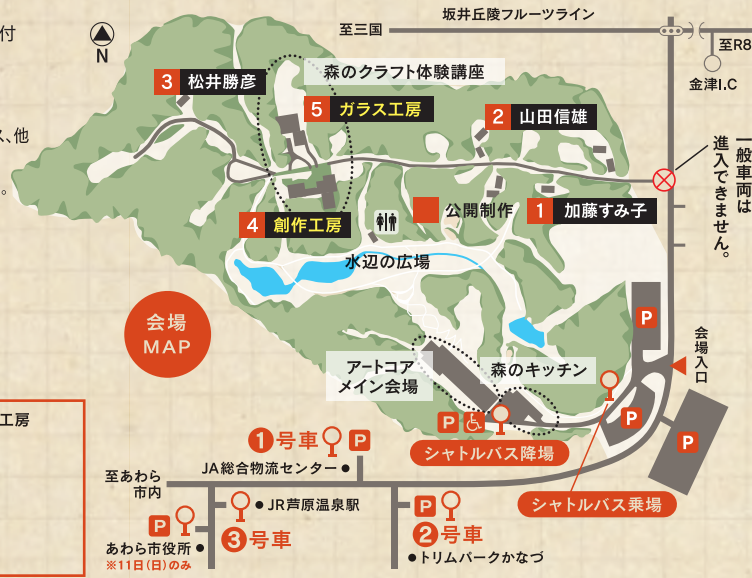 付
ス、他
。
N
坂井丘陵フルーツライン
至三国
至R8
金津I.C
3 松井勝彦
森のクラフト体験講座
5 ガラス工房
2 山田信雄
一般車両は
進入できません。
4 創作工房
公開制作
1 加藤すみ子
水辺の広場
会場
MAP
P
会場入口
アートコア
メイン会場
森のキッチン
P
P
P
シャトルバス降場
シャトルバス乗場
工房
1号車 P
JA総合物流センター
至あわら
市内
JR芦原温泉駅
3号車
P
あわら市役所
※11日(日)のみ
P
2号車
トリムパークかなづ